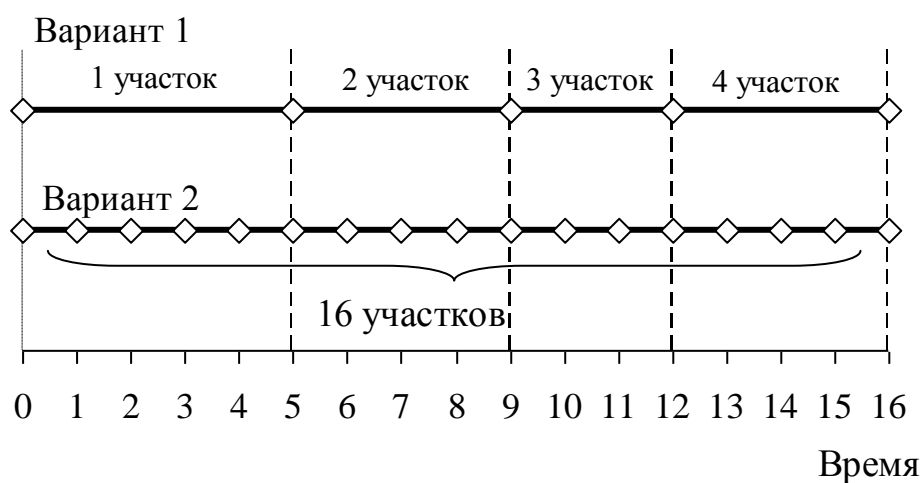 Вариант 1
1 участок 2 участок 3 участок 4 участок
Вариант 2
16 участков
0 1 2 3 4 5 6 7 8 9 10 11 12 13 14 15 16
Время